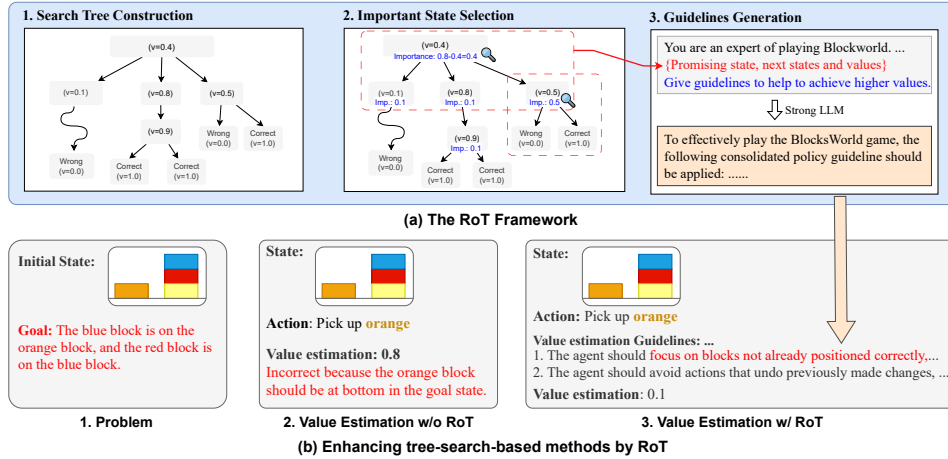 1. Search Tree Construction
(v=0.4)
(v=0.1)
(v=0.8)
(v=0.5)
(v=0.9)
Wrong
(v=0.0)
Correct
(v=1.0)
Wrong
(v=0.0)
Correct
(v=1.0)
Correct
(v=1.0)
2. Important State Selection
(v=0.4)
Importance: 0.8-0.4=0.4
(v=0.1)
Imp.: 0.1
(v=0.8)
Imp.: 0.1
(v=0.5)
Imp.: 0.5
(v=0.9)
Imp.: 0.1
Wrong
(v=0.0)
Correct
(v=1.0)
Wrong
(v=0.0)
Correct
(v=1.0)
Correct
(v=1.0)
3. Guidelines Generation
You are an expert of playing Blockworld. ...
{Promising state, next states and values}
Give guidelines to help to achieve higher values.
Strong LLM
To effectively play the BlocksWorld game, the
following consolidated policy guideline should
be applied: ......
(a) The RoT Framework
Initial State:
Goal: The blue block is on the
orange block, and the red block is
on the blue block.
1. Problem
State:
Action: Pick up orange
Value estimation: 0.8
Incorrect because the orange block
should be at bottom in the goal state.
2. Value Estimation w/o RoT
State:
Action: Pick up orange
Value estimation Guidelines: ...
1. The agent should focus on blocks not already positioned correctly,...
2. The agent should avoid actions that undo previously made changes, ...
Value estimation: 0.1
3. Value Estimation w/ RoT
(b) Enhancing tree-search-based methods by RoT